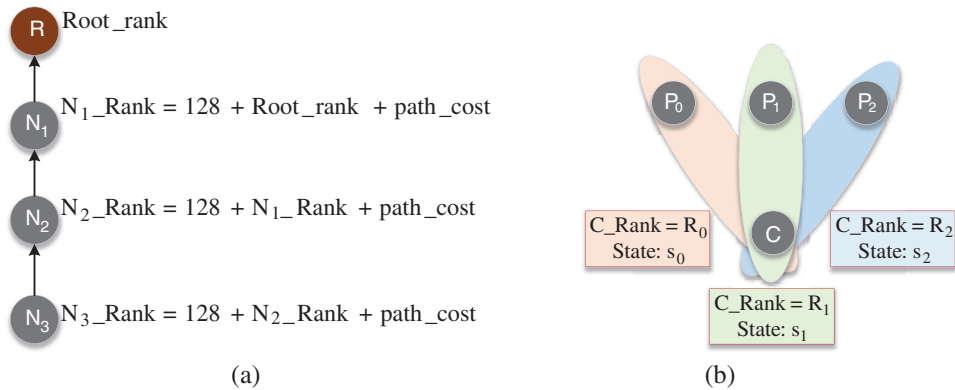 R Root_rank
N₁ N₁_Rank = 128 + Root_rank + path_cost
N₂ N₂_Rank = 128 + N₁_Rank + path_cost
N₃ N₃_Rank = 128 + N₂_Rank + path_cost
(a)
P₀ P₁ P₂
C
C_Rank = R₀
State: s₀
C_Rank = R₂
State: s₂
C_Rank = R₁
State: s₁
(b)